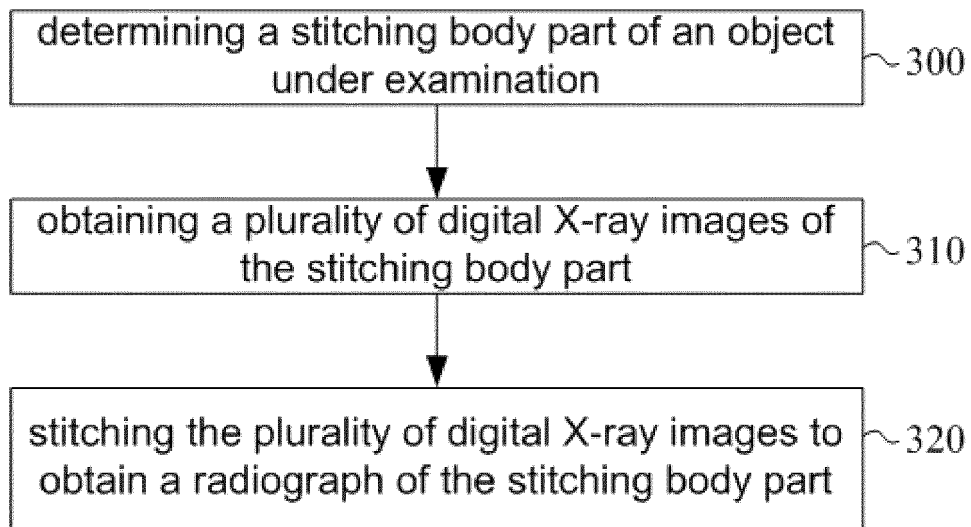 determining a stitching body part of an object
under examination
300
obtaining a plurality of digital X-ray images of
the stitching body part
310
stitching the plurality of digital X-ray images to
obtain a radiograph of the stitching body part
320